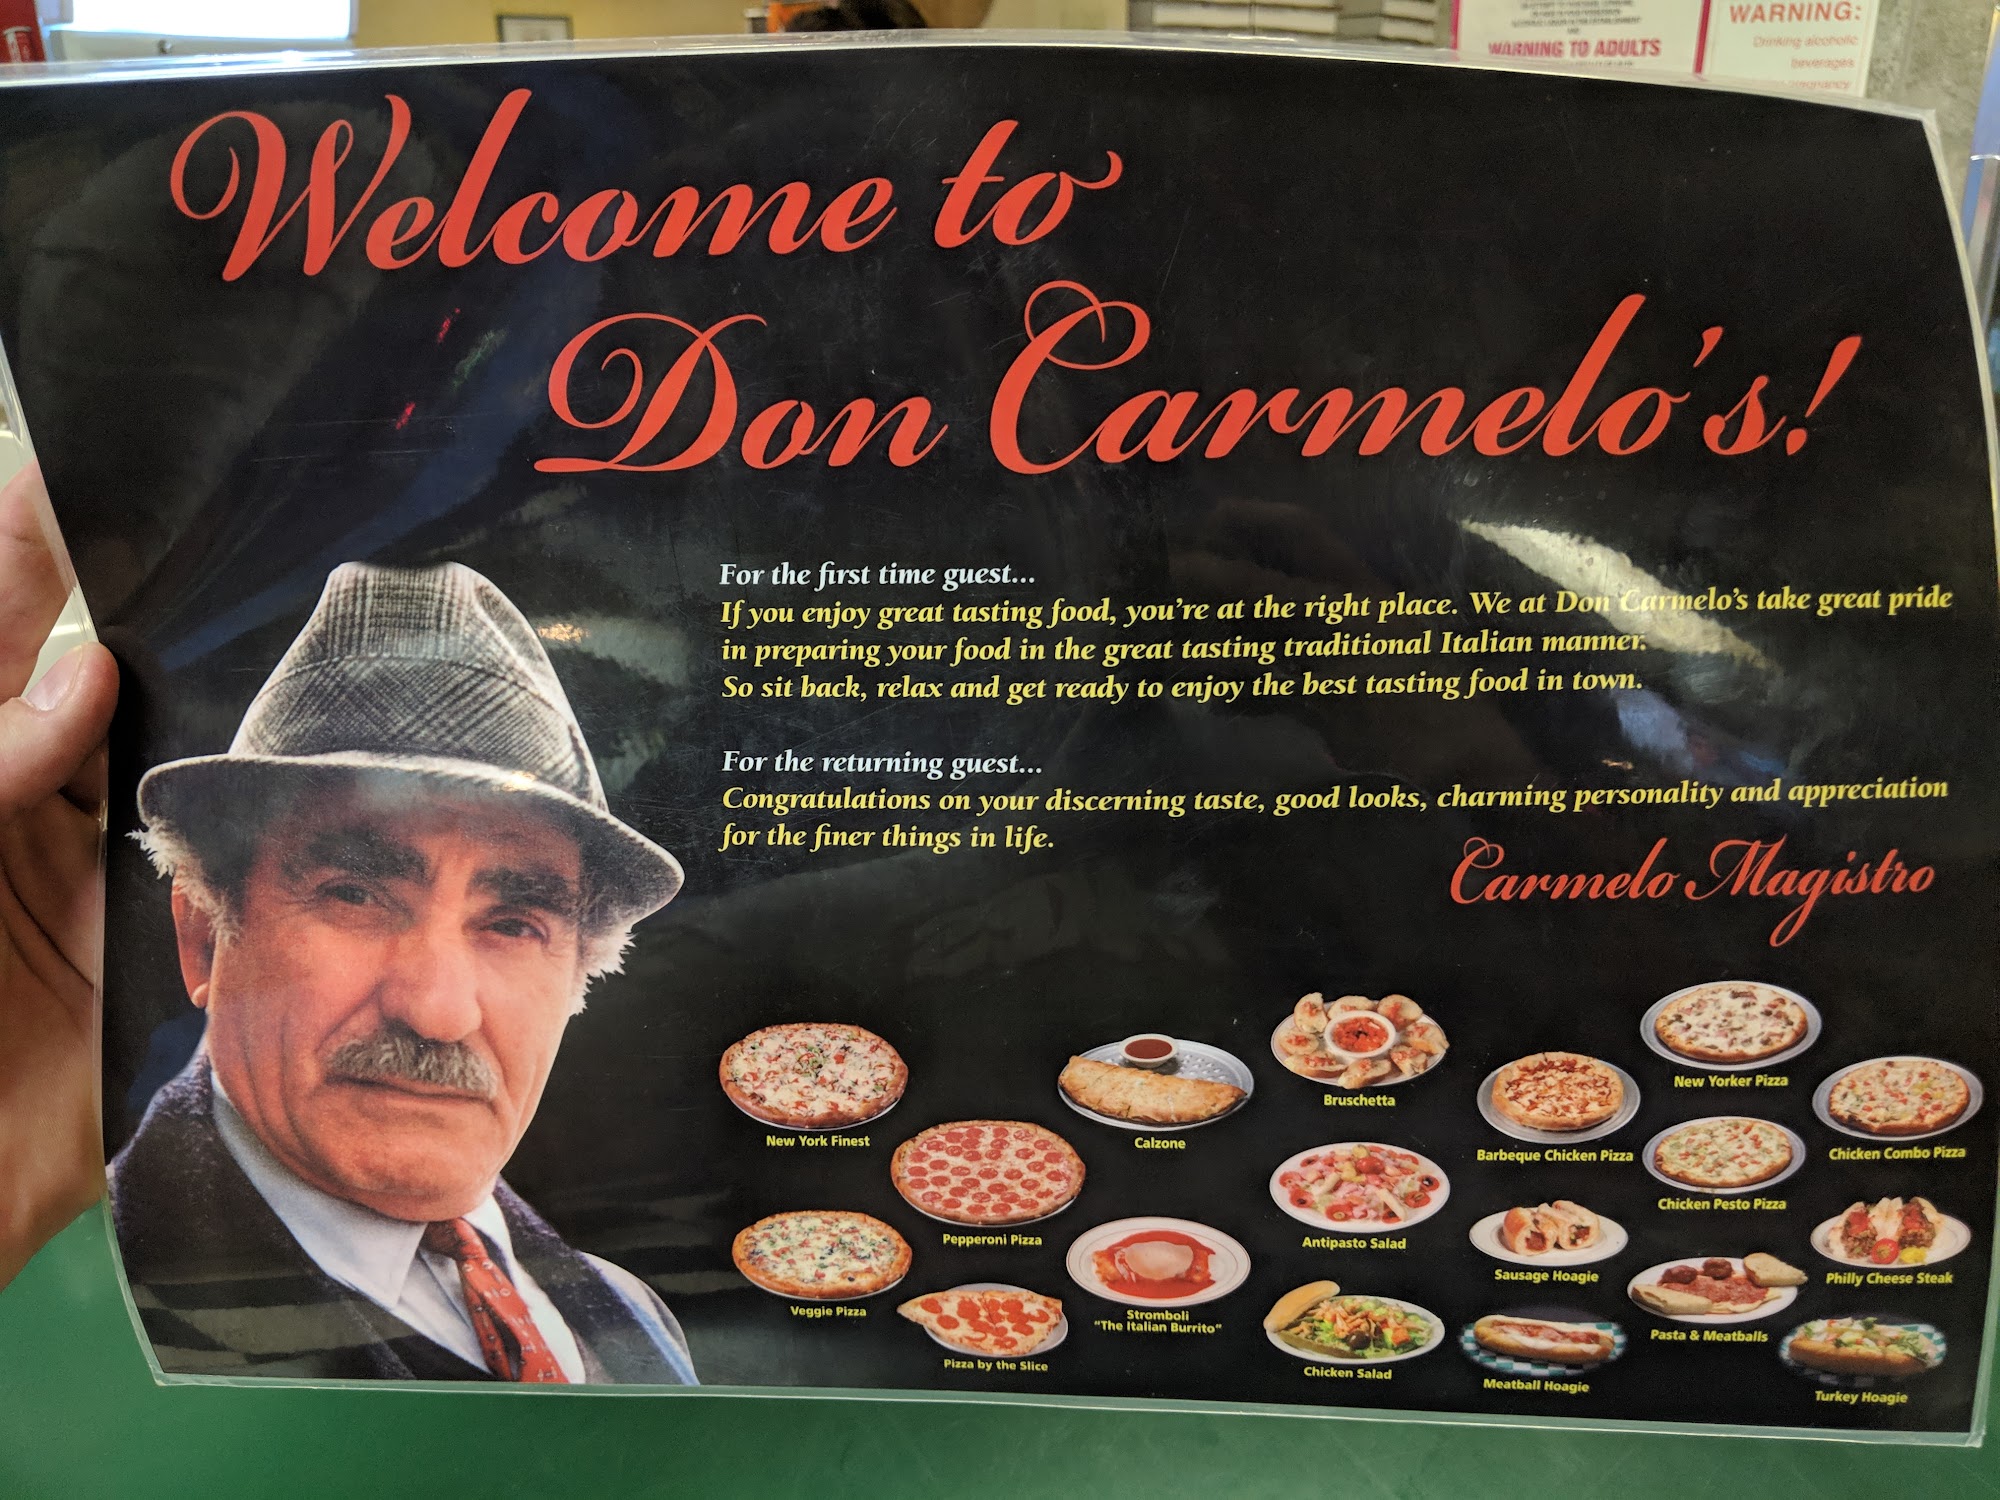 WARNING TO ADULTS
WARNING:
Drinking alcoholic
beverages
Welcome to
Don Carmelo's!
For the first time guest...
If you enjoy great tasting food, you're at the right place. We at Don Carmelo's take great pride
in preparing your food in the great tasting traditional Italian manner.
So sit back, relax and get ready to enjoy the best tasting food in town.
For the returning guest...
Congratulations on your discerning taste, good looks, charming personality and appreciation
for the finer things in life.
Carmelo Magistro
New York Finest
Pepperoni Pizza
Veggie Pizza
Pizza by the Slice
Calzone
Stromboli
"The Italian Burrito"
Bruschetta
Antipasto Salad
Chicken Salad
Barbeque Chicken Pizza
New Yorker Pizza
Chicken Combo Pizza
Chicken Pesto Pizza
Sausage Hoagie
Philly Cheese Steak
Pasta & Meatballs
Meatball Hoagie
Turkey Hoagie